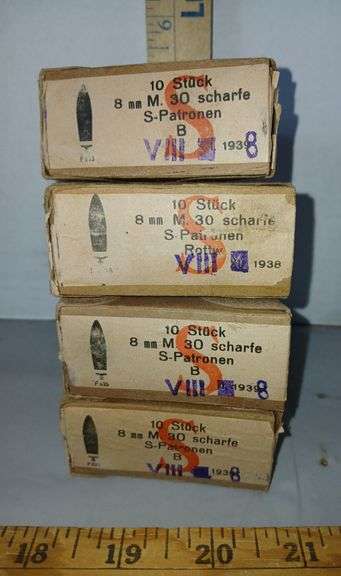 9
10 Stück
8 mm M. 30 scharfe
S-Patronen
B
S
VIII 1939 8
10 Stück
8 mm M. 30 scharfe
S-Patronen
S
VIII 1938
10 Stück
8 mm M. 30 scharfe
S-Patronen
B
S
VIII 1939 8
10 Stück
8 mm M. 30 scharfe
S-Patronen
B
S
VIII 8
18 19 20 21